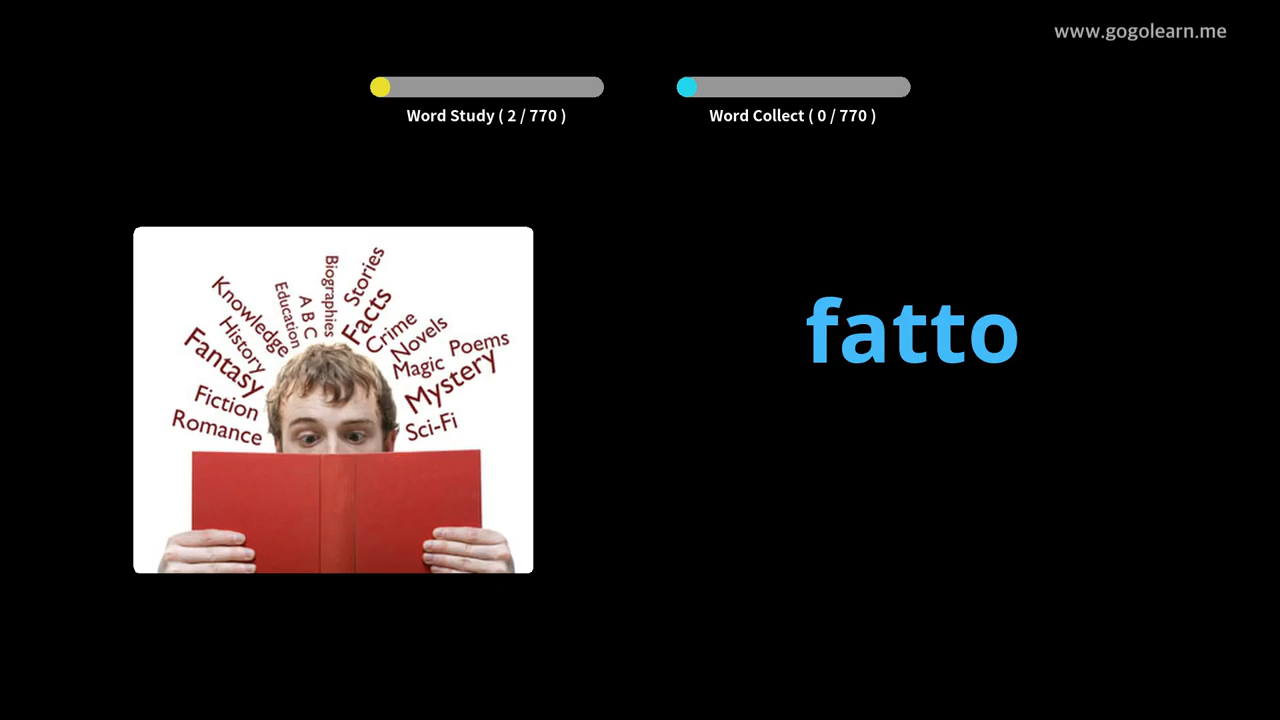 www.gogolearn.me
Word Study ( 2 / 770 )
Word Collect ( 0 / 770 )
fatto
Romance
Fiction
Fantasy
History
Knowledge
Education
A B C
Biographies
Stories
Facts
Crime
Novels
Magic
Poems
Mystery
Sci-Fi